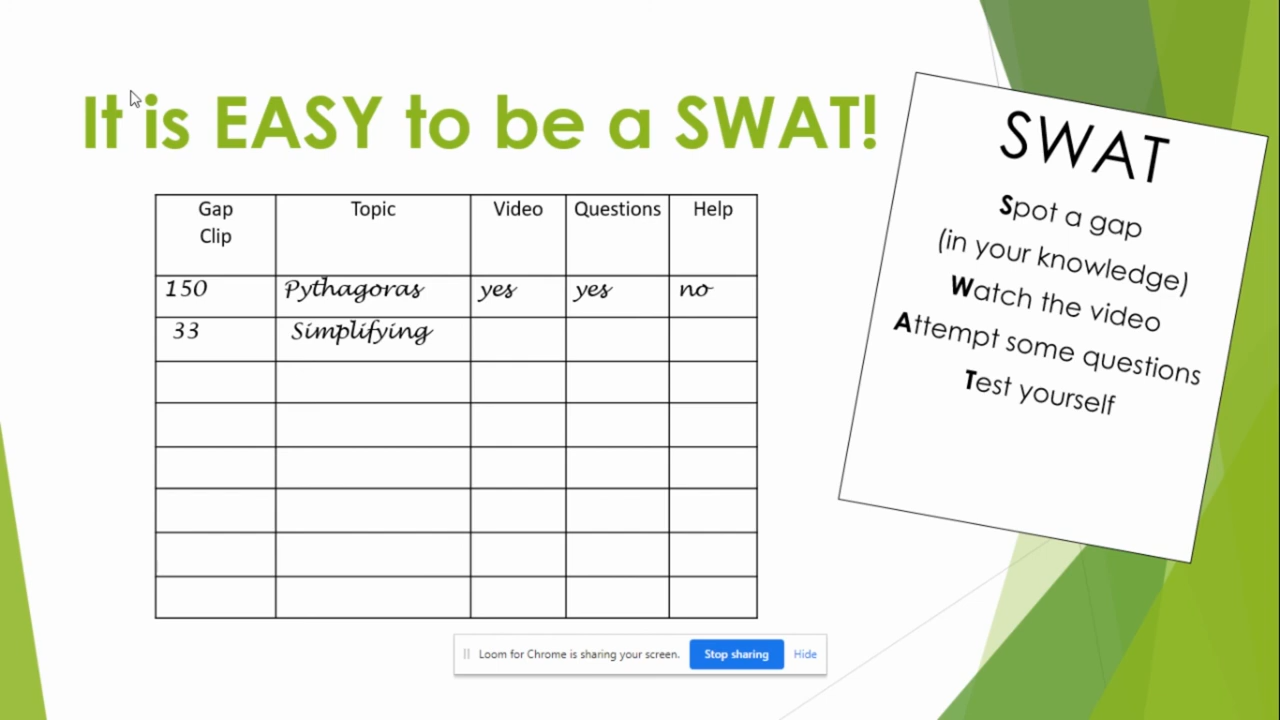 It is EASY to be a SWAT!
SWAT
Spot a gap
(in your knowledge)
Watch the video
Attempt some questions
Test yourself
Gap Clip Topic Video Questions Help
150 Pythagoras yes yes no
33 Simplifying
Loom for Chrome is sharing your screen. Stop sharing Hide